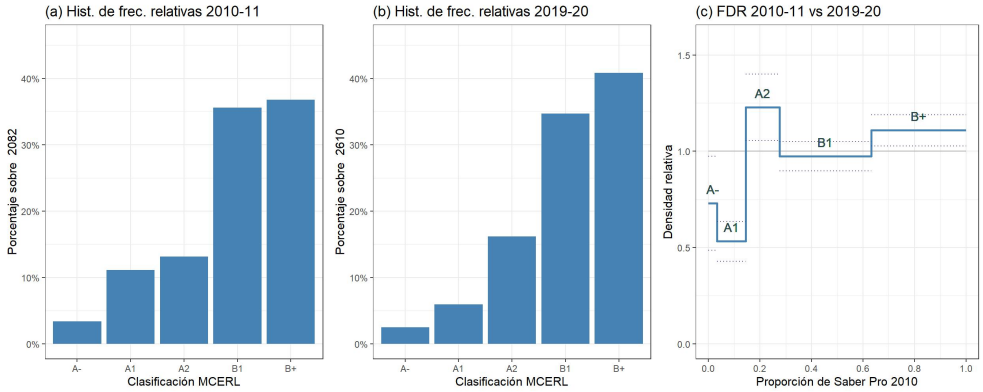 (a) Hist. de frec. relativas 2010-11
Porcentaje sobre 2082
40%
30%
20%
10%
0%
A-
A1
A2
B1
B+
Clasificación MCERL
(b) Hist. de frec. relativas 2019-20
Porcentaje sobre 2610
40%
30%
20%
10%
0%
A-
A1
A2
B1
B+
Clasificación MCERL
(c) FDR 2010-11 vs 2019-20
Densidad relativa
1.5
1.0
0.5
0.0
A-
A1
A2
B1
B+
0.0
0.2
0.4
0.6
0.8
1.0
Proporción de Saber Pro 2010